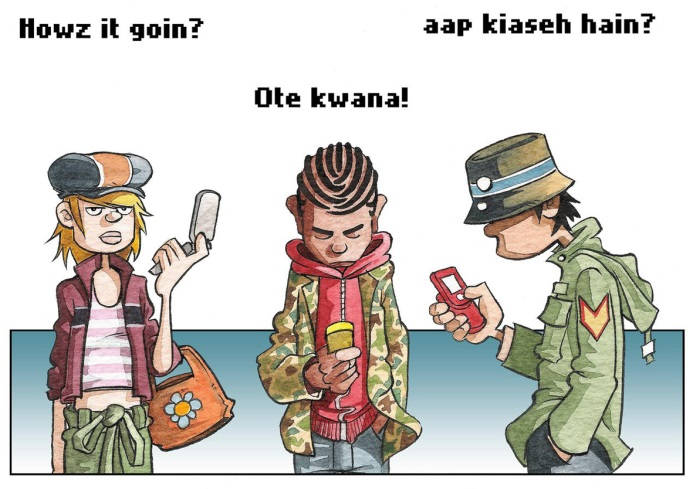 Howz it goin?
aap kiaseh hain?
Ote kwana!